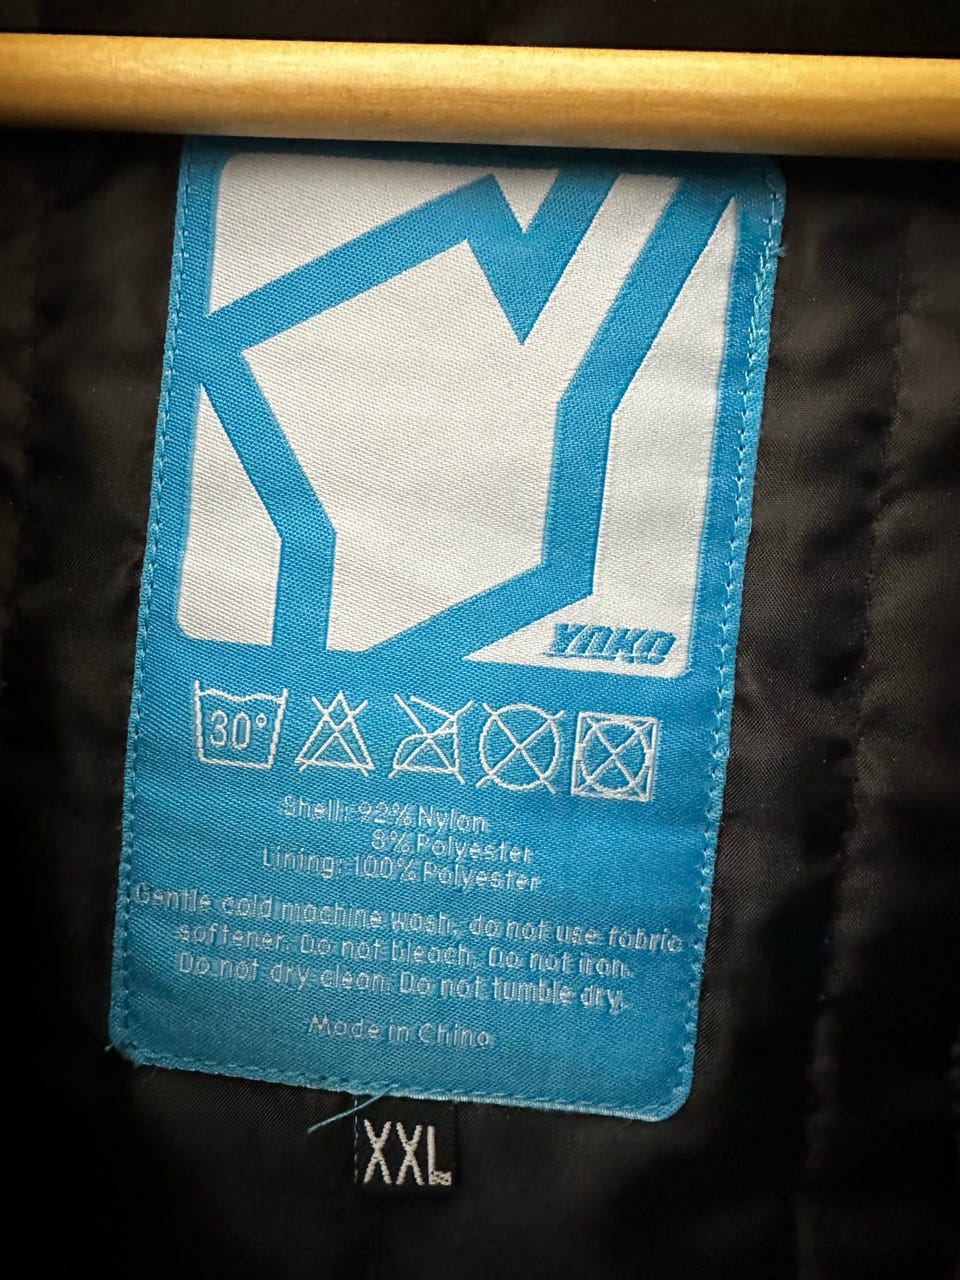 YOKO
30°
Shell: 92% Nylon
8% Polyester
Lining: 100% Polyester
Gentle cold machine wash, do not use fabric
softener. Do not bleach. Do not iron.
Do not dry clean. Do not tumble dry.
Made in China
XXL